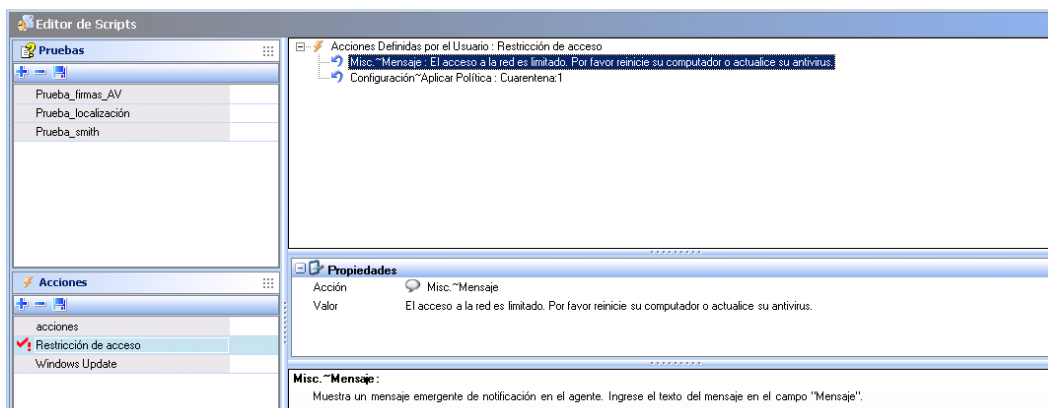 Editor de Scripts
Pruebas
Prueba_firmas_AV
Prueba_localización
Prueba_smith
Acciones
acciones
Restricción de acceso
Windows Update
Acciones Definidas por el Usuario : Restricción de acceso
Misc.~Mensaje : El acceso a la red es limitado. Por favor reinicie su computador o actualice su antivirus.
Configuración~Aplicar Política : Cuarentena:1
Propiedades
Acción Misc.~Mensaje
Valor El acceso a la red es limitado. Por favor reinicie su computador o actualice su antivirus.
Misc.~Mensaje :
Muestra un mensaje emergente de notificación en el agente. Ingrese el texto del mensaje en el campo "Mensaje".